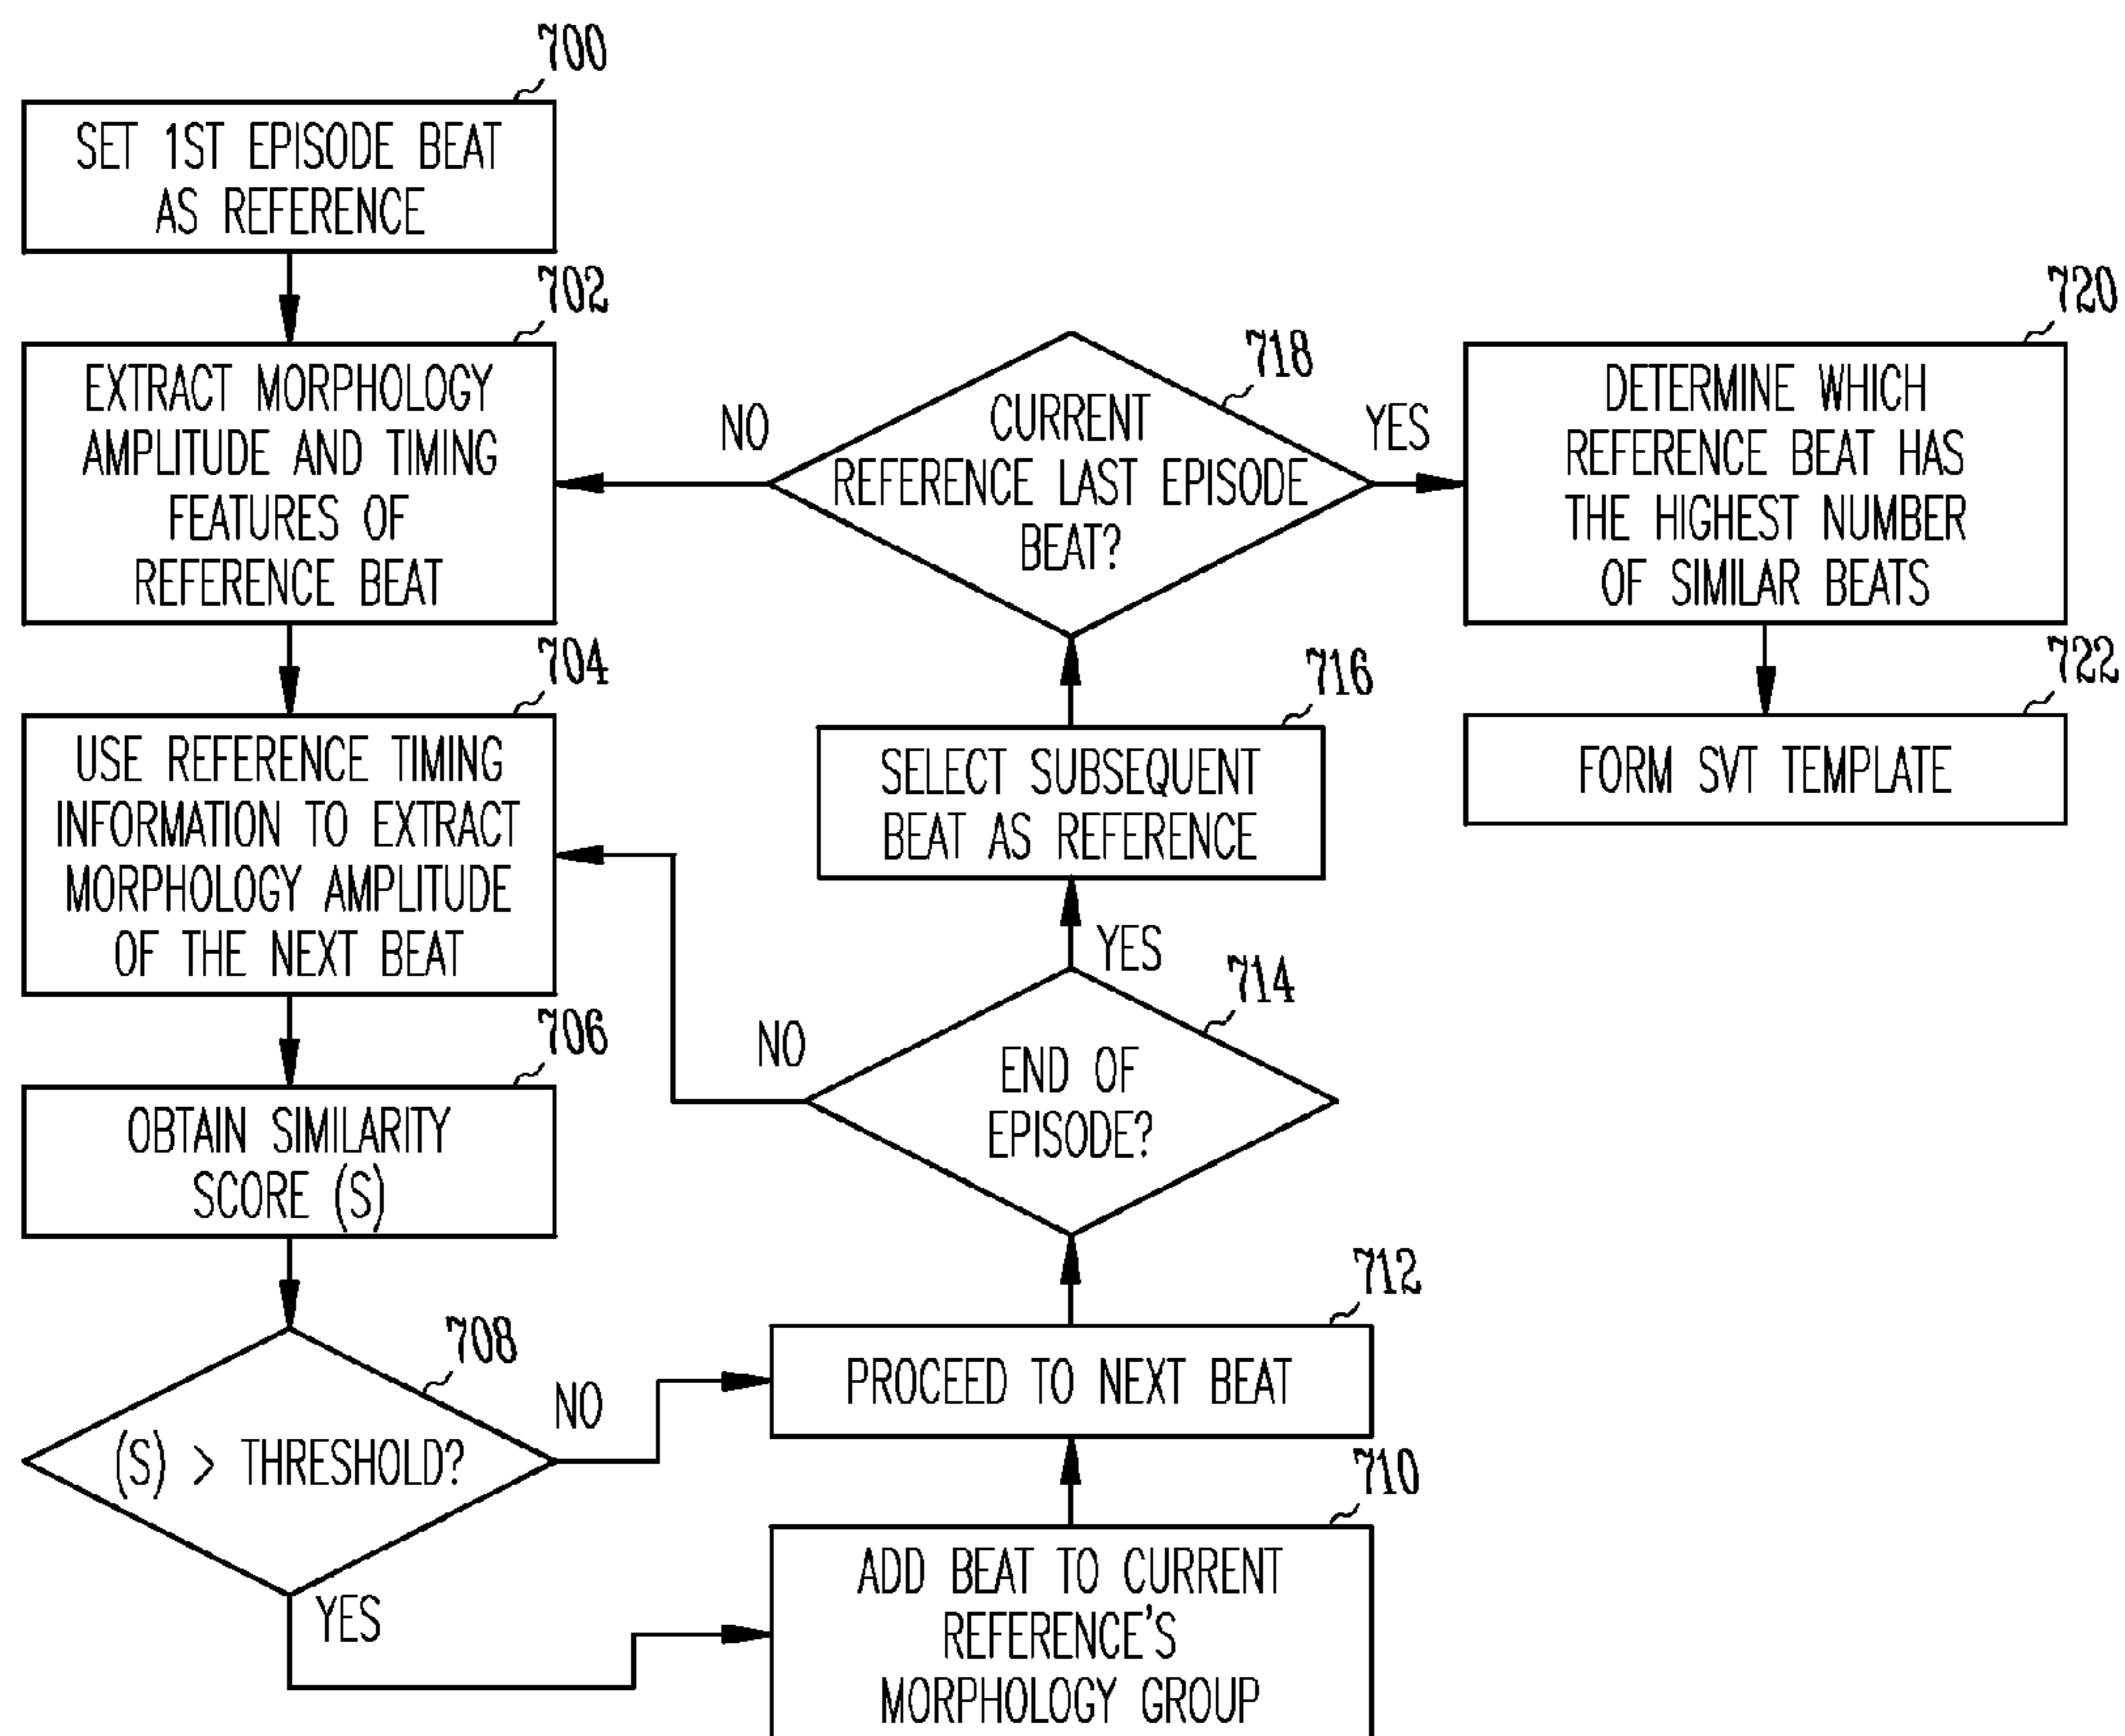 700
SET 1ST EPISODE BEAT
AS REFERENCE
702
EXTRACT MORPHOLOGY
AMPLITUDE AND TIMING
FEATURES OF
REFERENCE BEAT
704
USE REFERENCE TIMING
INFORMATION TO EXTRACT
MORPHOLOGY AMPLITUDE
OF THE NEXT BEAT
706
OBTAIN SIMILARITY
SCORE (S)
708
(S) > THRESHOLD?
NO
YES
710
ADD BEAT TO CURRENT
REFERENCE'S
MORPHOLOGY GROUP
712
PROCEED TO NEXT BEAT
714
END OF
EPISODE?
NO
YES
716
SELECT SUBSEQUENT
BEAT AS REFERENCE
718
CURRENT
REFERENCE LAST EPISODE
BEAT?
NO
YES
720
DETERMINE WHICH
REFERENCE BEAT HAS
THE HIGHEST NUMBER
OF SIMILAR BEATS
722
FORM SVT TEMPLATE